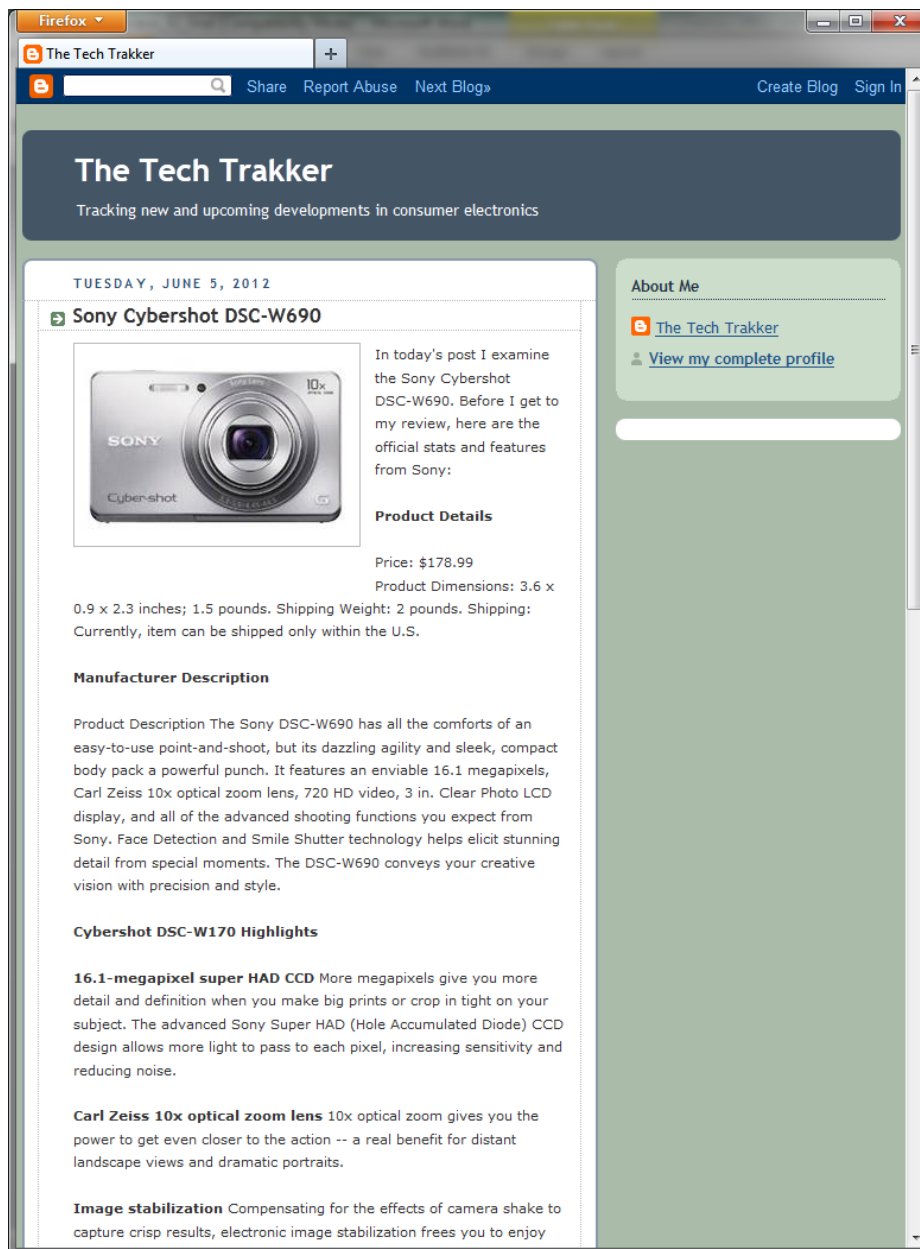 Firefox
The Tech Trakker
Share Report Abuse Next Blog»
Create Blog Sign In
The Tech Trakker
Tracking new and upcoming developments in consumer electronics
TUESDAY, JUNE 5, 2012
Sony Cybershot DSC-W690
Sony Lens
10x
SONY
Cyber-shot
In today's post I examine
the Sony Cybershot
DSC-W690. Before I get to
my review, here are the
official stats and features
from Sony:
Product Details
Price: $178.99
Product Dimensions: 3.6 x
0.9 x 2.3 inches; 1.5 pounds. Shipping Weight: 2 pounds. Shipping:
Currently, item can be shipped only within the U.S.
Manufacturer Description
Product Description The Sony DSC-W690 has all the comforts of an
easy-to-use point-and-shoot, but its dazzling agility and sleek, compact
body pack a powerful punch. It features an enviable 16.1 megapixels,
Carl Zeiss 10x optical zoom lens, 720 HD video, 3 in. Clear Photo LCD
display, and all of the advanced shooting functions you expect from
Sony. Face Detection and Smile Shutter technology helps elicit stunning
detail from special moments. The DSC-W690 conveys your creative
vision with precision and style.
Cybershot DSC-W170 Highlights
16.1-megapixel super HAD CCD More megapixels give you more
detail and definition when you make big prints or crop in tight on your
subject. The advanced Sony Super HAD (Hole Accumulated Diode) CCD
design allows more light to pass to each pixel, increasing sensitivity and
reducing noise.
Carl Zeiss 10x optical zoom lens 10x optical zoom gives you the
power to get even closer to the action -- a real benefit for distant
landscape views and dramatic portraits.
Image stabilization Compensating for the effects of camera shake to
capture crisp results, electronic image stabilization frees you to enjoy
About Me
The Tech Trakker
View my complete profile